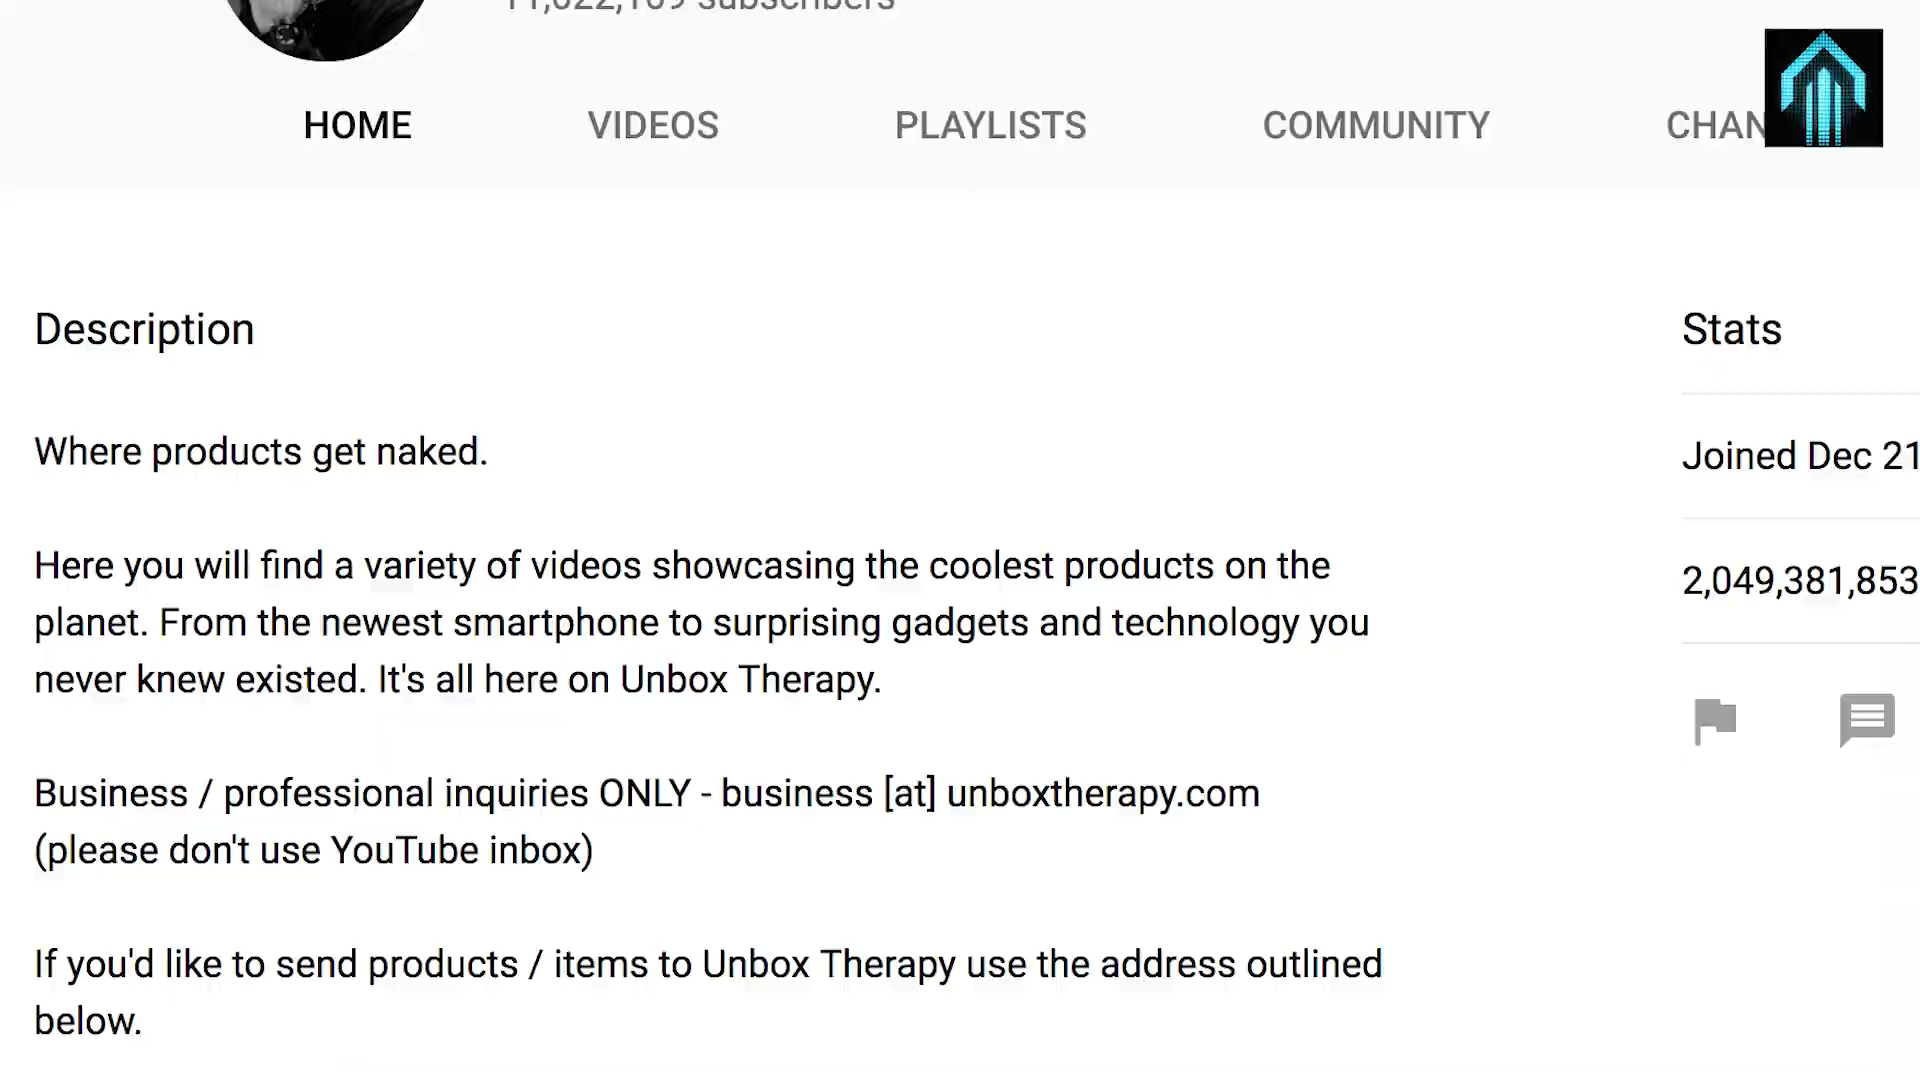 subscribers
HOME VIDEOS PLAYLISTS COMMUNITY CHAN
Description
Stats
Where products get naked.
Joined Dec 21
Here you will find a variety of videos showcasing the coolest products on the
2,049,381,853
planet. From the newest smartphone to surprising gadgets and technology you
never knew existed. It's all here on Unbox Therapy.
Business / professional inquiries ONLY - business [at] unboxtherapy.com
(please don't use YouTube inbox)
If you'd like to send products / items to Unbox Therapy use the address outlined
below.